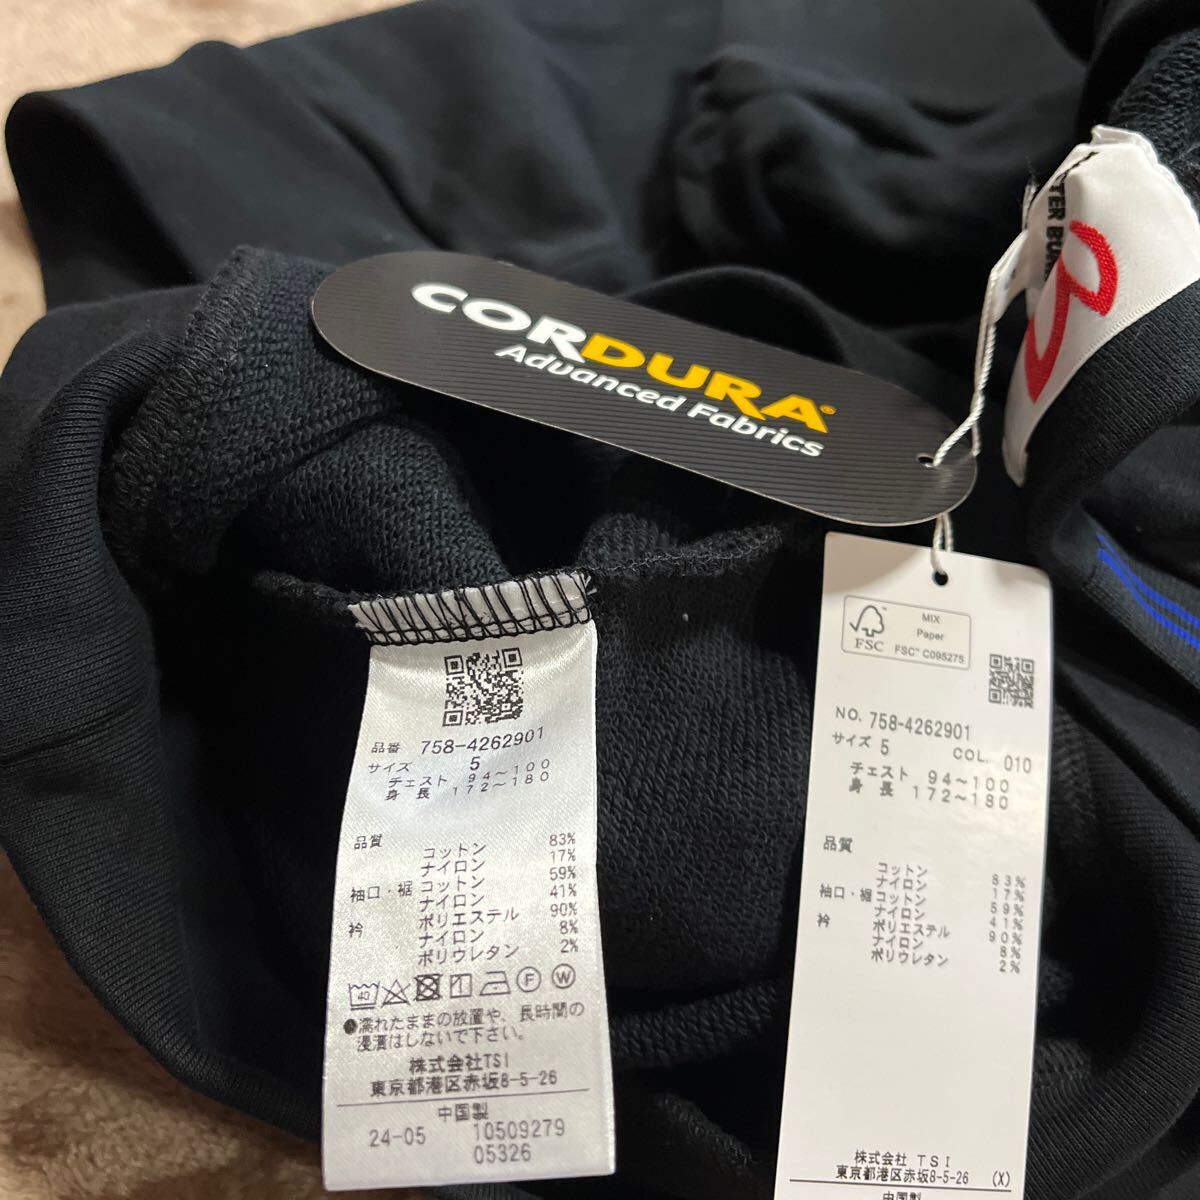 CORDURA
Advanced Fabrics
TER BU
品番 758-4262901
サイズ 5
チェスト 94～100
身長 172～180
品質
コットン 83%
ナイロン 17%
袖口・裾 コットン 59%
ナイロン 41%
衿 ポリエステル 90%
ナイロン 8%
ポリウレタン 2%
40 F W
●濡れたままの放置や、長時間の
浸漬はしないで下さい。
株式会社TSI
東京都港区赤坂8-5-26
中国製
24-05 10509279
05326
FSC
MIX
Paper
FSC™ C095275
NO. 758-4262901
サイズ 5 COL. 010
チェスト 94～100
身長 172～180
品質
コットン 83%
ナイロン 17%
袖口・裾 コットン 59%
ナイロン 41%
衿 ポリエステル 90%
ナイロン 8%
ポリウレタン 2%
株式会社TSI
東京都港区赤坂8-5-26 (X)
中国製